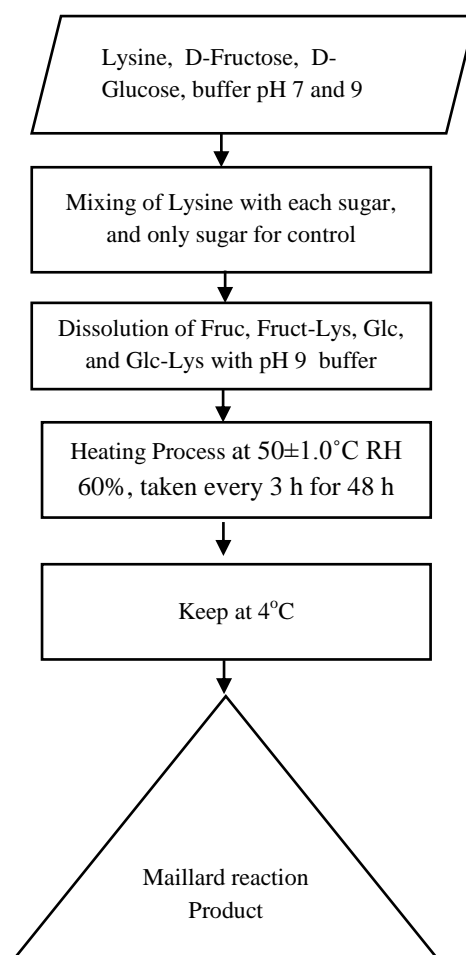 Lysine, D-Fructose, D-
Glucose, buffer pH 7 and 9
Mixing of Lysine with each sugar,
and only sugar for control
Dissolution of Fruc, Fruct-Lys, Glc,
and Glc-Lys with pH 9 buffer
Heating Process at 50±1.0˚C RH
60%, taken every 3 h for 48 h
Keep at 4°C
Maillard reaction
Product